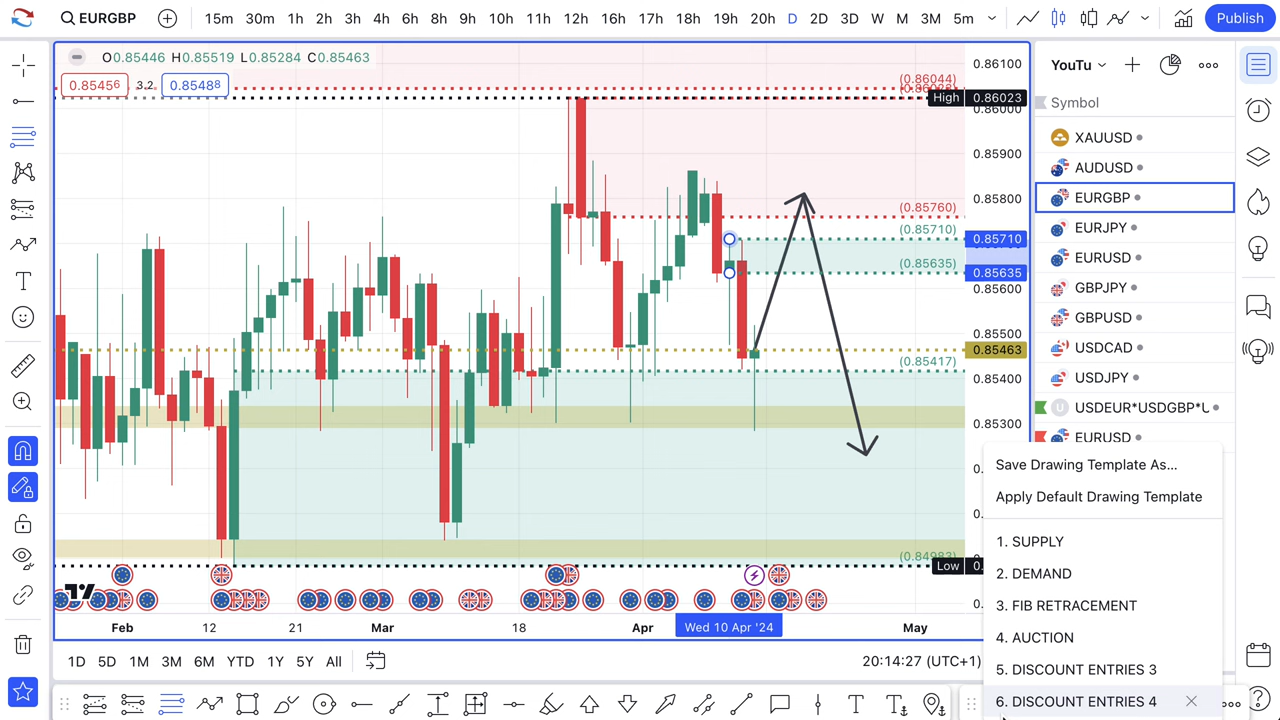 EURGBP 15m 30m 1h 2h 3h 4h 5h 6h 8h 9h 10h 11h 12h 16h 17h 18h 19h 20h D 2D 3D W M 3M 5m Publish
O0.85446 H0.85519 L0.85284 C0.85463
0.85456 3.2 0.85488
(0.86044)
High 0.86023
0.86100
0.86000
0.85900
0.85800
(0.85760)
(0.85710) 0.85710
(0.85635) 0.85635
0.85600
0.85500
0.85463
(0.85417)
0.85400
0.85300
(0.84983)
Low
Feb 12 21 Mar 18 Apr Wed 10 Apr '24 May
1D 5D 1M 3M 6M YTD 1Y 5Y All 20:14:27 (UTC+1)
YouTu
Symbol
XAUUSD
AUDUSD
EURGBP
EURJPY
EURUSD
GBPJPY
GBPUSD
USDCAD
USDJPY
U USDEUR*USDGBP*U
EURUSD
Save Drawing Template As...
Apply Default Drawing Template
1. SUPPLY
2. DEMAND
3. FIB RETRACEMENT
4. AUCTION
5. DISCOUNT ENTRIES 3
6. DISCOUNT ENTRIES 4